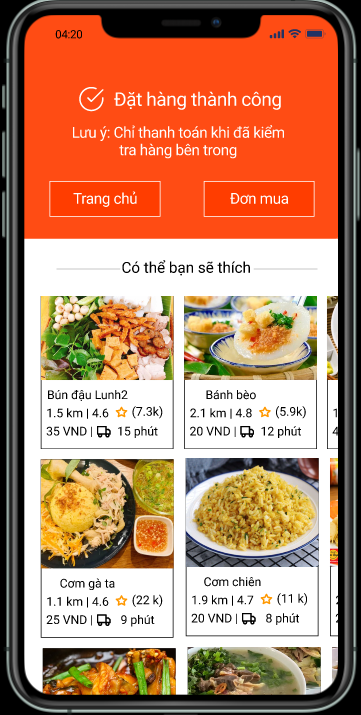 04:20
Đặt hàng thành công
Lưu ý: Chỉ thanh toán khi đã kiểm
tra hàng bên trong
Trang chủ
Đơn mua
Có thể bạn sẽ thích
Bún đậu Lunh2
1.5 km | 4.6 (7.3k)
35 VND | 15 phút
Bánh bèo
2.1 km | 4.8 (5.9k)
20 VND | 12 phút
Cơm gà ta
1.1 km | 4.6 (22 k)
25 VND | 9 phút
Cơm chiên
1.9 km | 4.7 (11 k)
20 VND | 8 phút